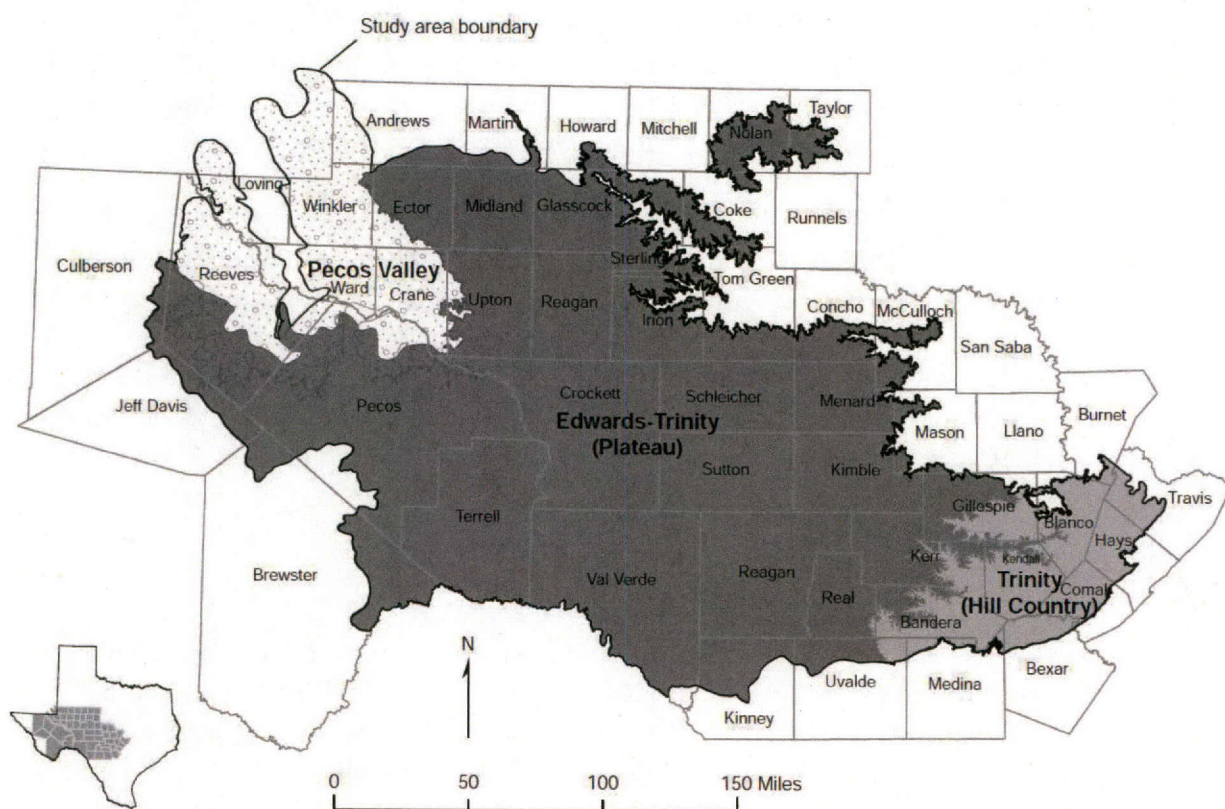 Study area boundary
Andrews
Martin
Howard
Mitchell
Nolan
Taylor
Loving
Winkler
Ector
Midland
Glasscock
Coke
Runnels
Culberson
Reeves
Pecos Valley
Ward
Crane
Upton
Reagan
Sterling
Irion
Tom Green
Concho
McCulloch
San Saba
Jeff Davis
Pecos
Crockett
Schleicher
Menard
Mason
Llano
Burnet
Edwards-Trinity
(Plateau)
Sutton
Kimble
Gillespie
Blanco
Travis
Hays
Terrell
Brewster
Val Verde
Reagan
Real
Kerr
Kendall
Trinity
(Hill Country)
Comal
Bandera
N
Kinney
Uvalde
Medina
Bexar
0 50 100 150 Miles